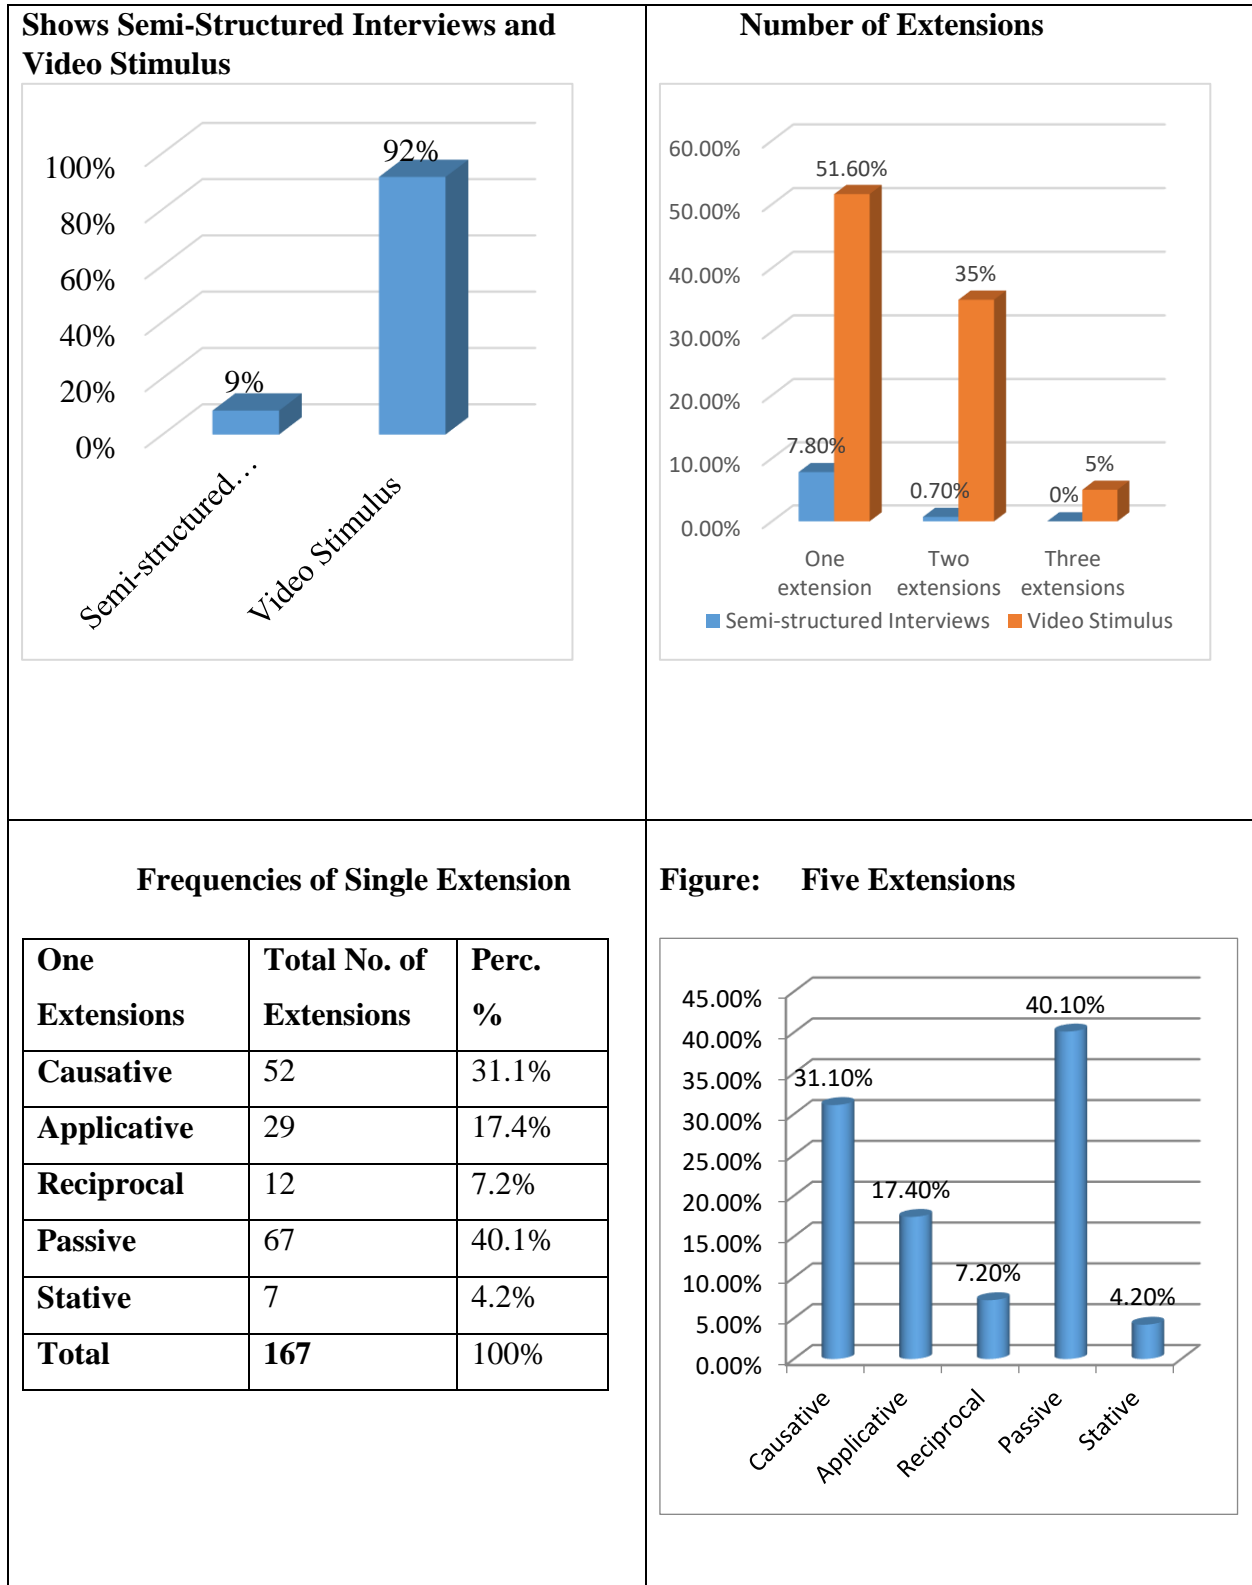 Shows Semi-Structured Interviews and
Video Stimulus
100%
80%
60%
40%
20%
0%
9%
92%
Semi-structured…
Video Stimulus
Number of Extensions
60.00%
50.00%
40.00%
30.00%
20.00%
10.00%
0.00%
51.60%
35%
7.80%
0.70%
0%
5%
One
extension
Two
extensions
Three
extensions
Semi-structured Interviews Video Stimulus
Frequencies of Single Extension
One Extensions Total No. of Extensions Perc. %
Causative 52 31.1%
Applicative 29 17.4%
Reciprocal 12 7.2%
Passive 67 40.1%
Stative 7 4.2%
Total 167 100%
Figure: Five Extensions
45.00%
40.00%
35.00%
30.00%
25.00%
20.00%
15.00%
10.00%
5.00%
0.00%
31.10%
17.40%
7.20%
40.10%
4.20%
Causative
Applicative
Reciprocal
Passive
Stative